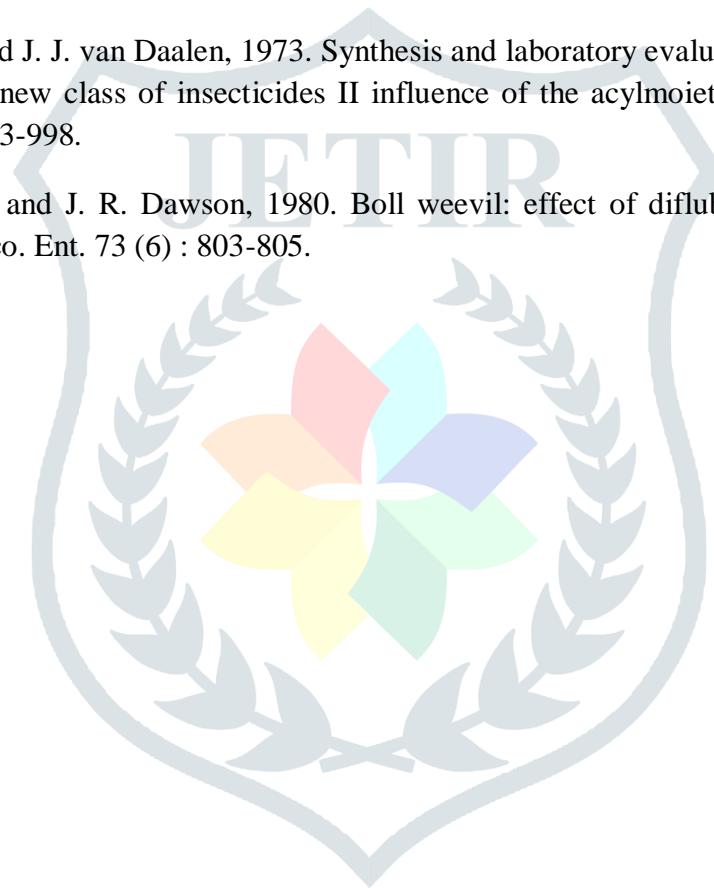 d J. J. van Daalen, 1973. Synthesis and laboratory evalu
new class of insecticides II influence of the acylmoiet
3-998.
and J. R. Dawson, 1980. Boll weevil: effect of diflub
co. Ent. 73 (6) : 803-805.
JETIR